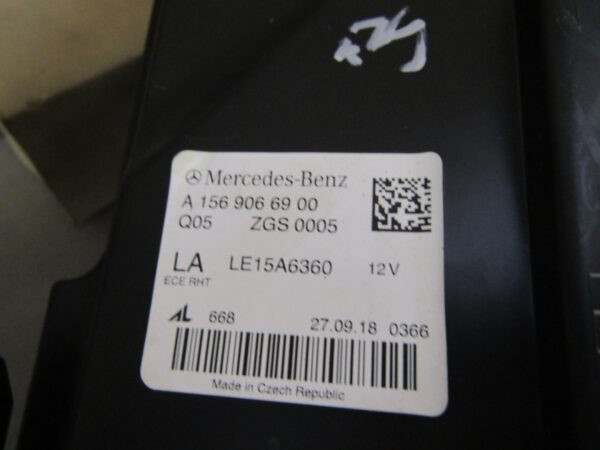 Mercedes-Benz
A 156 906 69 00
Q05 ZGS 0005
LA LE15A6360 12V
ECE RHT
AL 668 27.09.18 0366
Made in Czech Republic